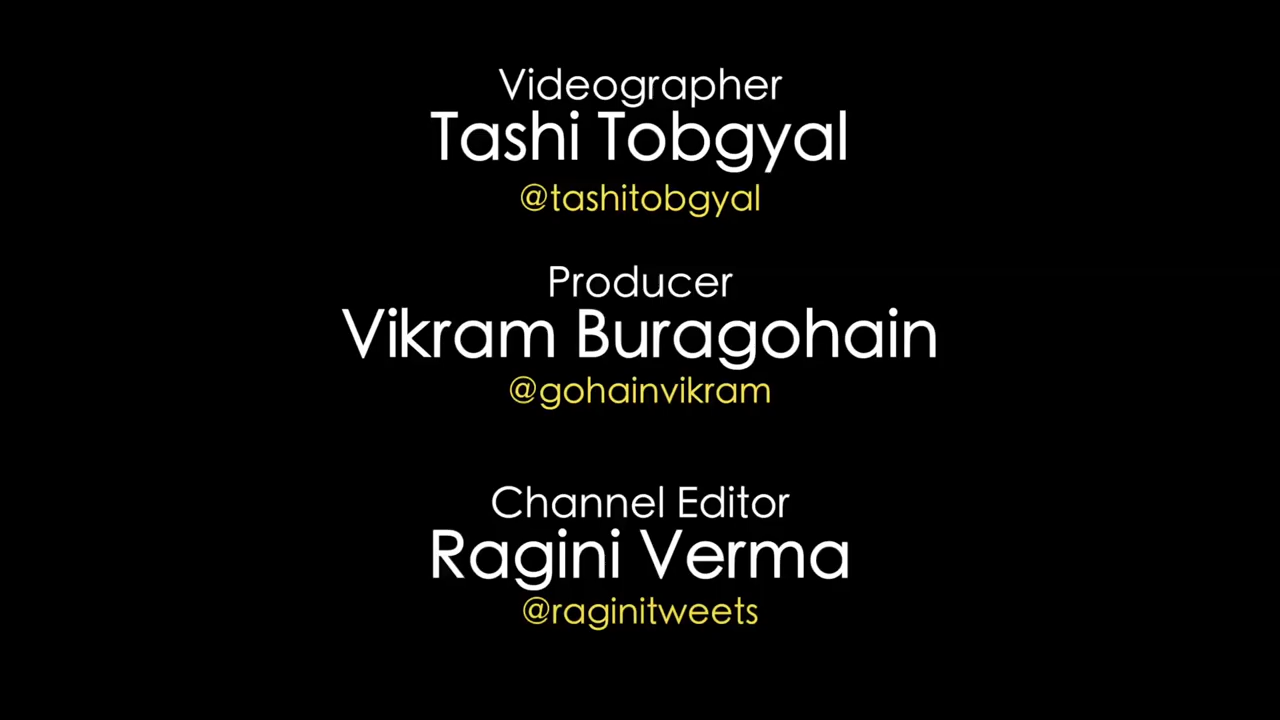 Videographer
Tashi Tobgyal
@tashitobgyal
Producer
Vikram Buragohain
@gohainvikram
Channel Editor
Ragini Verma
@raginitweets